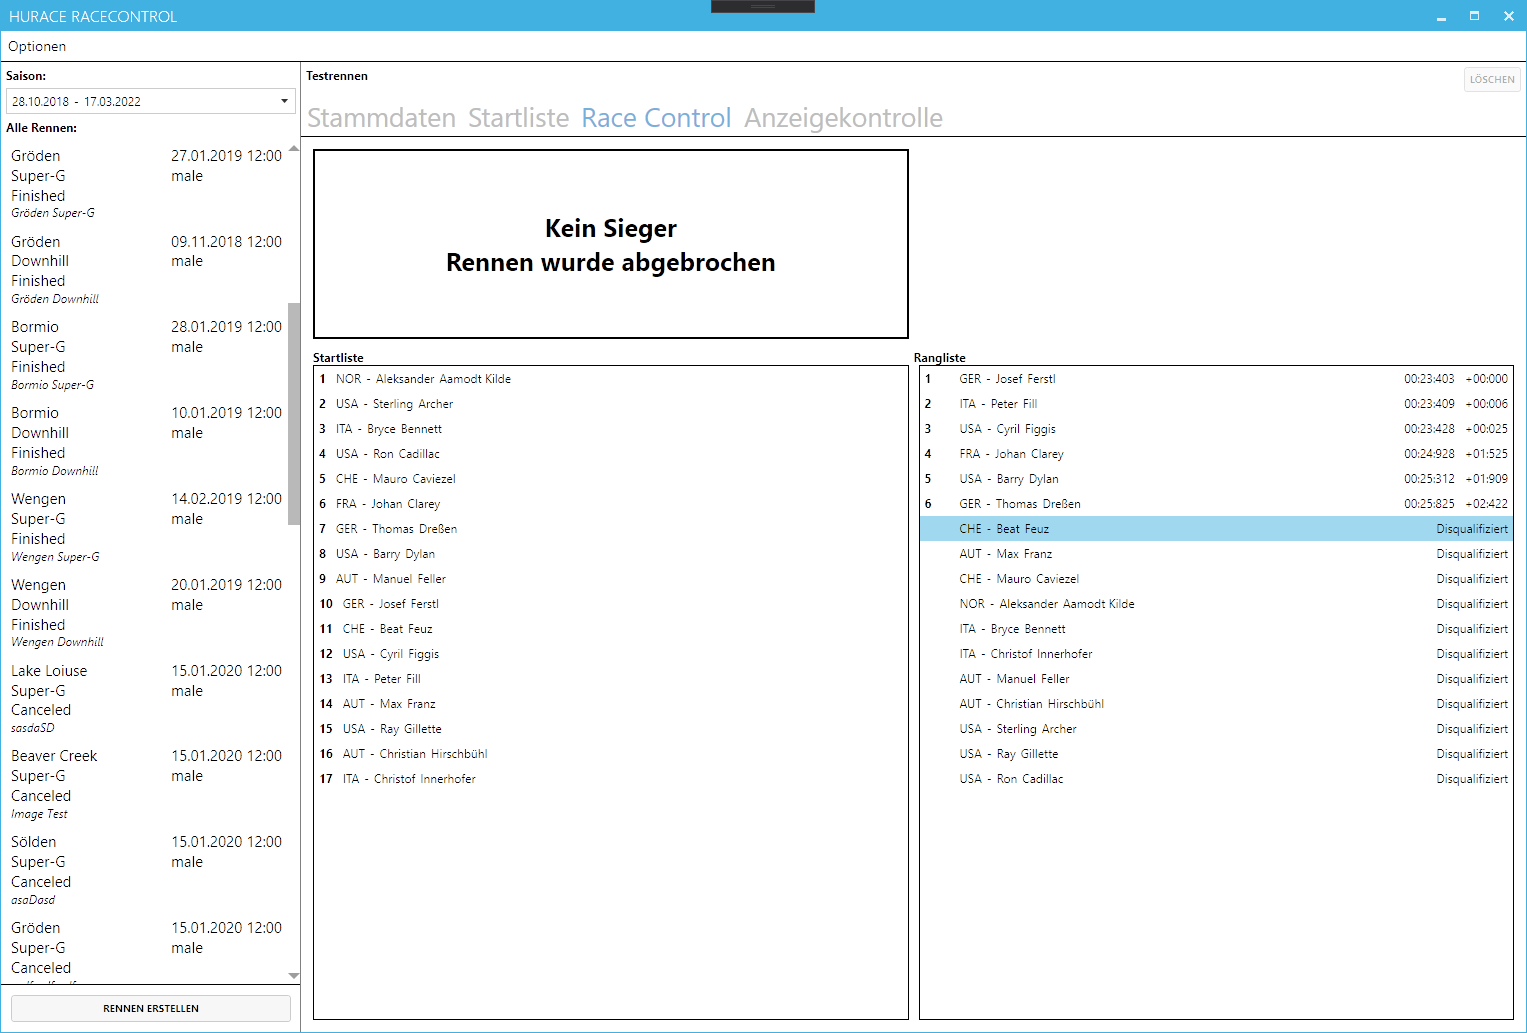 HURACE RACECONTROL
Optionen
Saison:
28.10.2018 - 17.03.2022
Alle Rennen:
Gröden 27.01.2019 12:00
Super-G male
Finished
Gröden Super-G
Gröden 09.11.2018 12:00
Downhill male
Finished
Gröden Downhill
Bormio 28.01.2019 12:00
Super-G male
Finished
Bormio Super-G
Bormio 10.01.2019 12:00
Downhill male
Finished
Bormio Downhill
Wengen 14.02.2019 12:00
Super-G male
Finished
Wengen Super-G
Wengen 20.01.2019 12:00
Downhill male
Finished
Wengen Downhill
Lake Loiuse 15.01.2020 12:00
Super-G male
Canceled
sasdaSD
Beaver Creek 15.01.2020 12:00
Super-G male
Canceled
Image Test
Sölden 15.01.2020 12:00
Super-G male
Canceled
asaDasd
Gröden 15.01.2020 12:00
Super-G male
Canceled
RENNEN ERSTELLEN
Testrennen
LÖSCHEN
Stammdaten Startliste Race Control Anzeigekontrolle
Kein Sieger
Rennen wurde abgebrochen
Startliste
1 NOR - Aleksander Aamodt Kilde
2 USA - Sterling Archer
3 ITA - Bryce Bennett
4 USA - Ron Cadillac
5 CHE - Mauro Caviezel
6 FRA - Johan Clarey
7 GER - Thomas Dreßen
8 USA - Barry Dylan
9 AUT - Manuel Feller
10 GER - Josef Ferstl
11 CHE - Beat Feuz
12 USA - Cyril Figgis
13 ITA - Peter Fill
14 AUT - Max Franz
15 USA - Ray Gillette
16 AUT - Christian Hirschbühl
17 ITA - Christof Innerhofer
Rangliste
1 GER - Josef Ferstl 00:23:403 +00:000
2 ITA - Peter Fill 00:23:409 +00:006
3 USA - Cyril Figgis 00:23:428 +00:025
4 FRA - Johan Clarey 00:24:928 +01:525
5 USA - Barry Dylan 00:25:312 +01:909
6 GER - Thomas Dreßen 00:25:825 +02:422
CHE - Beat Feuz Disqualifiziert
AUT - Max Franz Disqualifiziert
CHE - Mauro Caviezel Disqualifiziert
NOR - Aleksander Aamodt Kilde Disqualifiziert
ITA - Bryce Bennett Disqualifiziert
ITA - Christof Innerhofer Disqualifiziert
AUT - Manuel Feller Disqualifiziert
AUT - Christian Hirschbühl Disqualifiziert
USA - Sterling Archer Disqualifiziert
USA - Ray Gillette Disqualifiziert
USA - Ron Cadillac Disqualifiziert